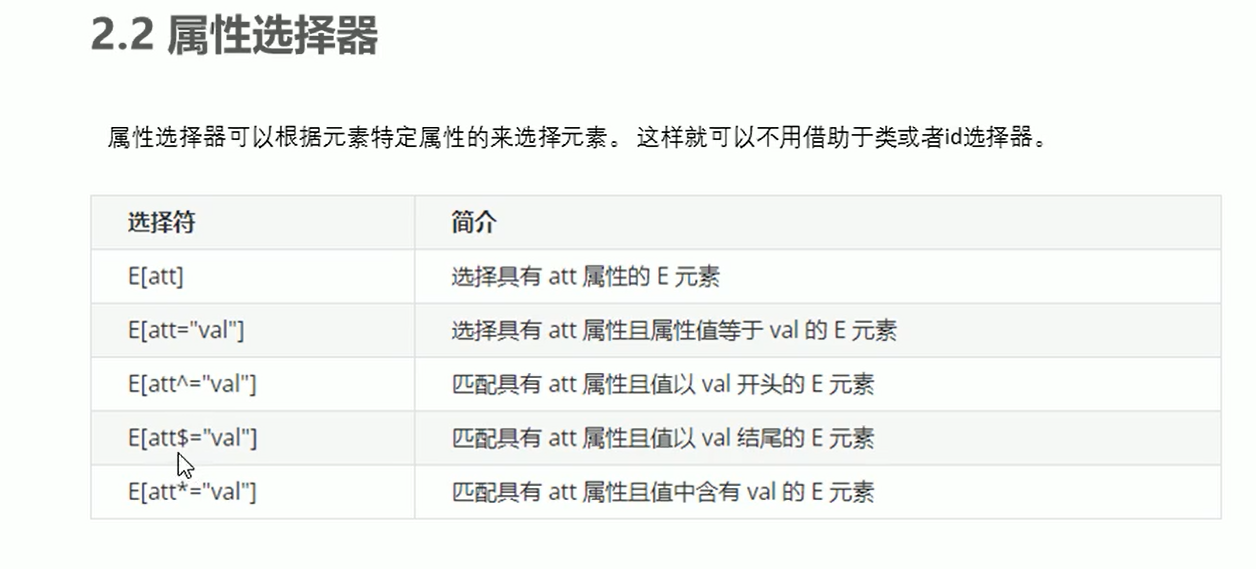 2.2 属性选择器
属性选择器可以根据元素特定属性的来选择元素。 这样就可以不用借助于类或者id选择器。
选择符 简介
E[att] 选择具有 att 属性的 E 元素
E[att="val"] 选择具有 att 属性且属性值等于 val 的 E 元素
E[att^="val"] 匹配具有 att 属性且值以 val 开头的 E 元素
E[att$="val"] 匹配具有 att 属性且值以 val 结尾的 E 元素
E[att*="val"] 匹配具有 att 属性且值中含有 val 的 E 元素